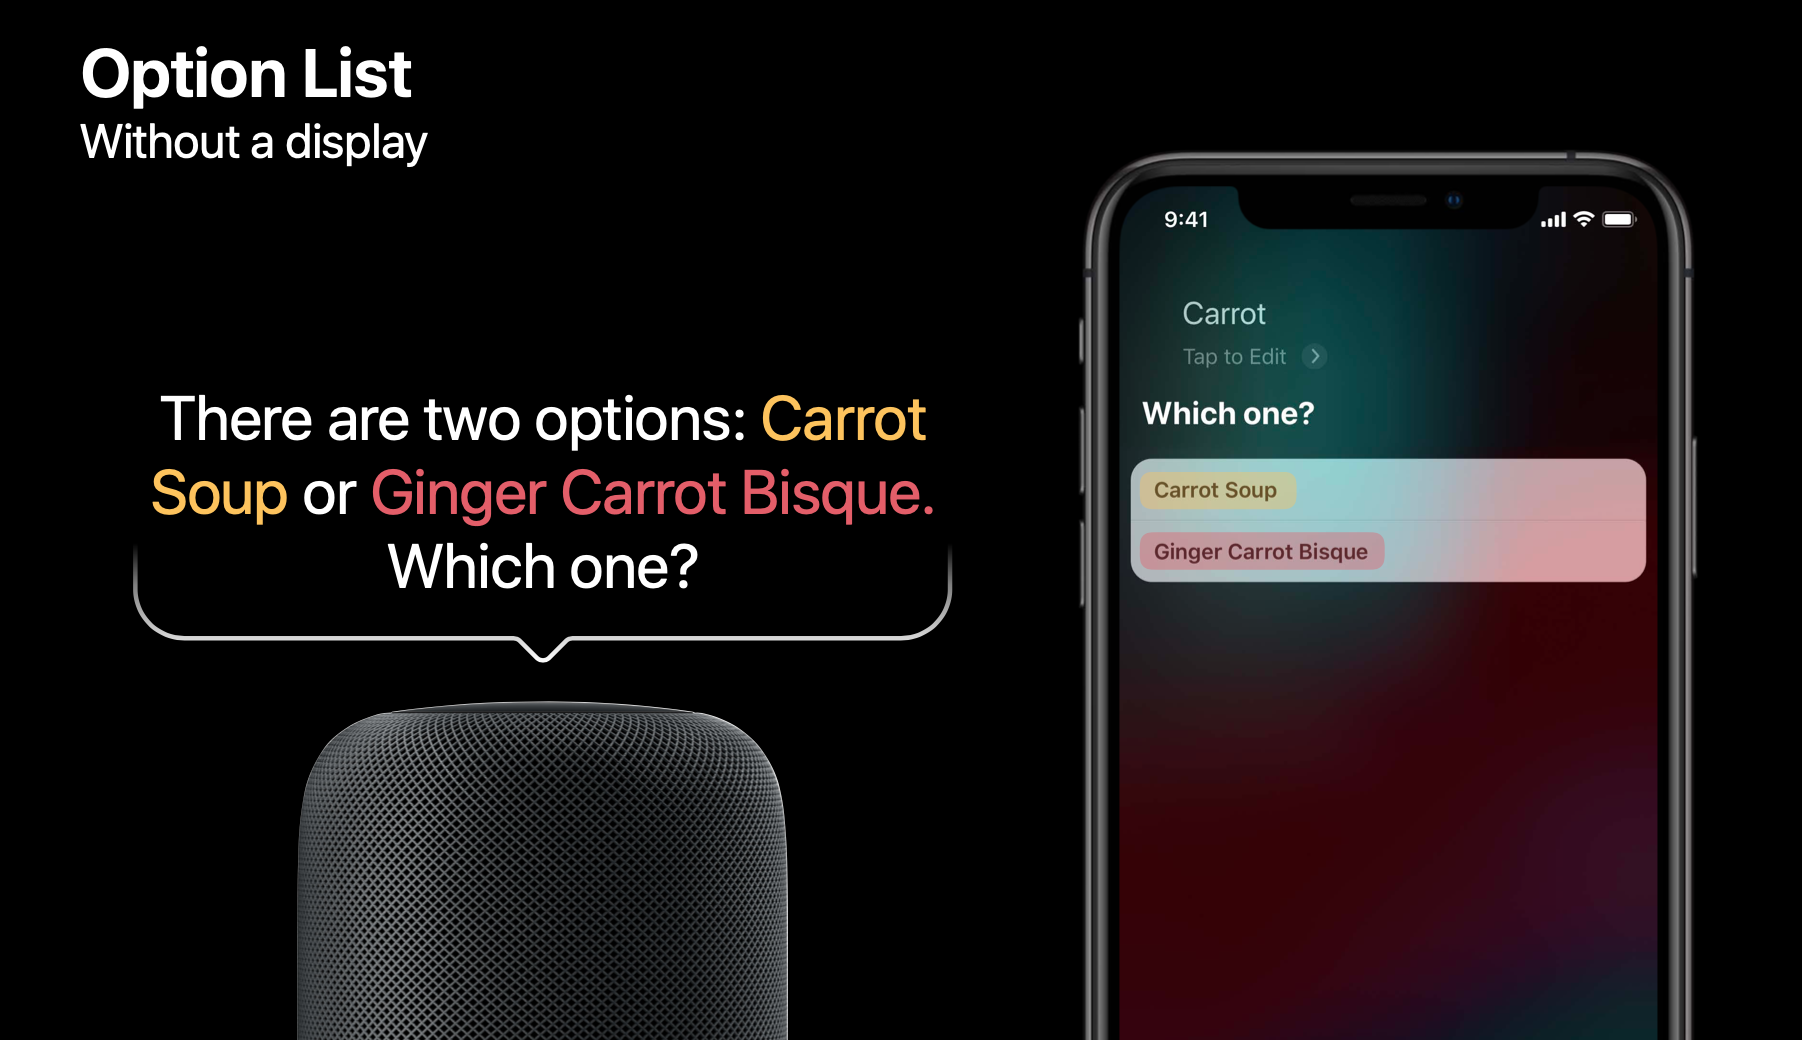 Option List
Without a display
There are two options: Carrot
Soup or Ginger Carrot Bisque.
Which one?
9:41
Carrot
Tap to Edit
Which one?
Carrot Soup
Ginger Carrot Bisque